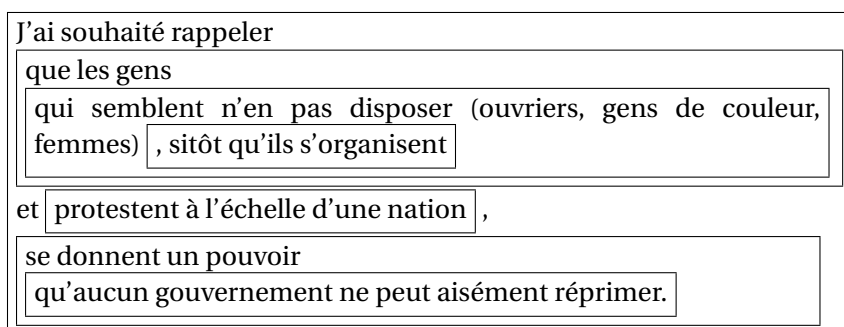 J'ai souhaité rappeler
que les gens
qui semblent n'en pas disposer (ouvriers, gens de couleur,
femmes) , sitôt qu'ils s'organisent
et protestent à l'échelle d'une nation ,
se donnent un pouvoir
qu'aucun gouvernement ne peut aisément réprimer.